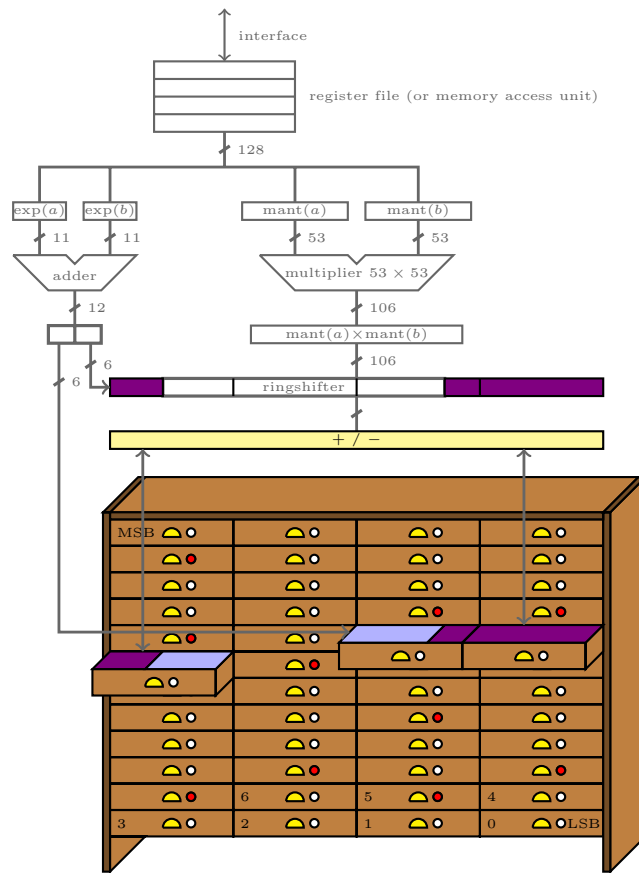 interface
register file (or memory access unit)
128
exp(a) exp(b) mant(a) mant(b)
11 11 53 53
adder multiplier 53 × 53
12 106
mant(a)×mant(b)
6 106
6
ringshifter
+ / −
MSB
6 5 4
3 2 1 0 LSB